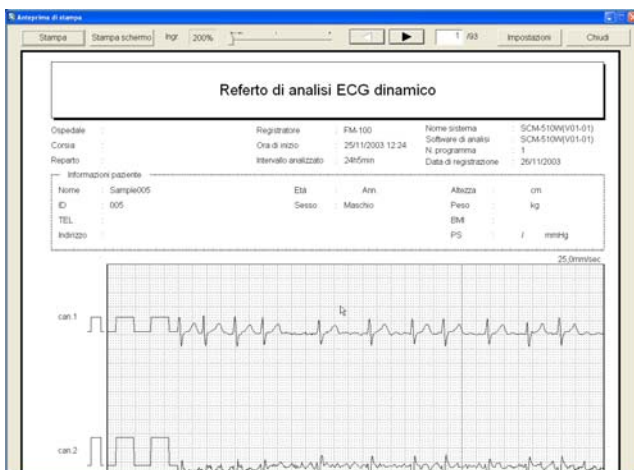 Anteprima di stampa
Stampa Stampa schermo Ingr. 200% 1 /93 Impostazioni Chiudi
Referto di analisi ECG dinamico
Ospedale : Registratore : FM-100 Nome sistema : SCM-510W(V01-01)
Corsia : Ora di inizio : 25/11/2003 12:24 Software di analisi : SCM-510W(V01-01)
Reparto : Intervallo analizzato : 24h5min N. programma : 1
Data di registrazione : 26/11/2003
Informazioni paziente
Nome : Sample005 Età : Ann. Altezza : cm
ID : 005 Sesso : Maschio Peso : kg
TEL : BMI :
Indirizzo : PS : / mmHg
25,0mm/sec
can.1
can.2